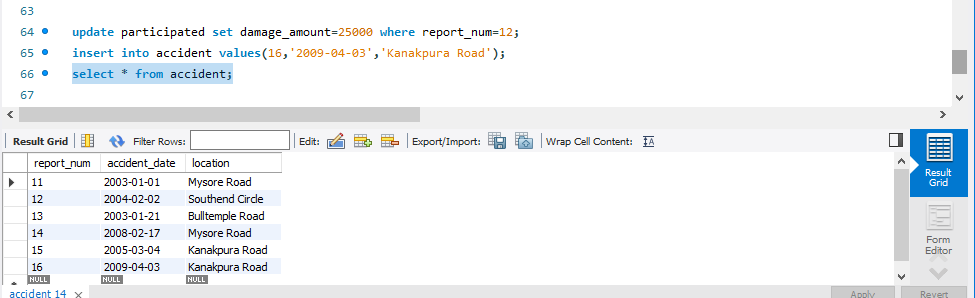 63
64 update participated set damage_amount=25000 where report_num=12;
65 insert into accident values(16,'2009-04-03','Kanakpura Road');
66 select * from accident;
67
Result Grid Filter Rows: Edit: Export/Import: Wrap Cell Content:
report_num accident_date location
11 2003-01-01 Mysore Road
12 2004-02-02 Southend Circle
13 2003-01-21 Bulltemple Road
14 2008-02-17 Mysore Road
15 2005-03-04 Kanakpura Road
16 2009-04-03 Kanakpura Road
NULL NULL NULL
Result
Grid
Form
Editor
accident 14 Apply Revert